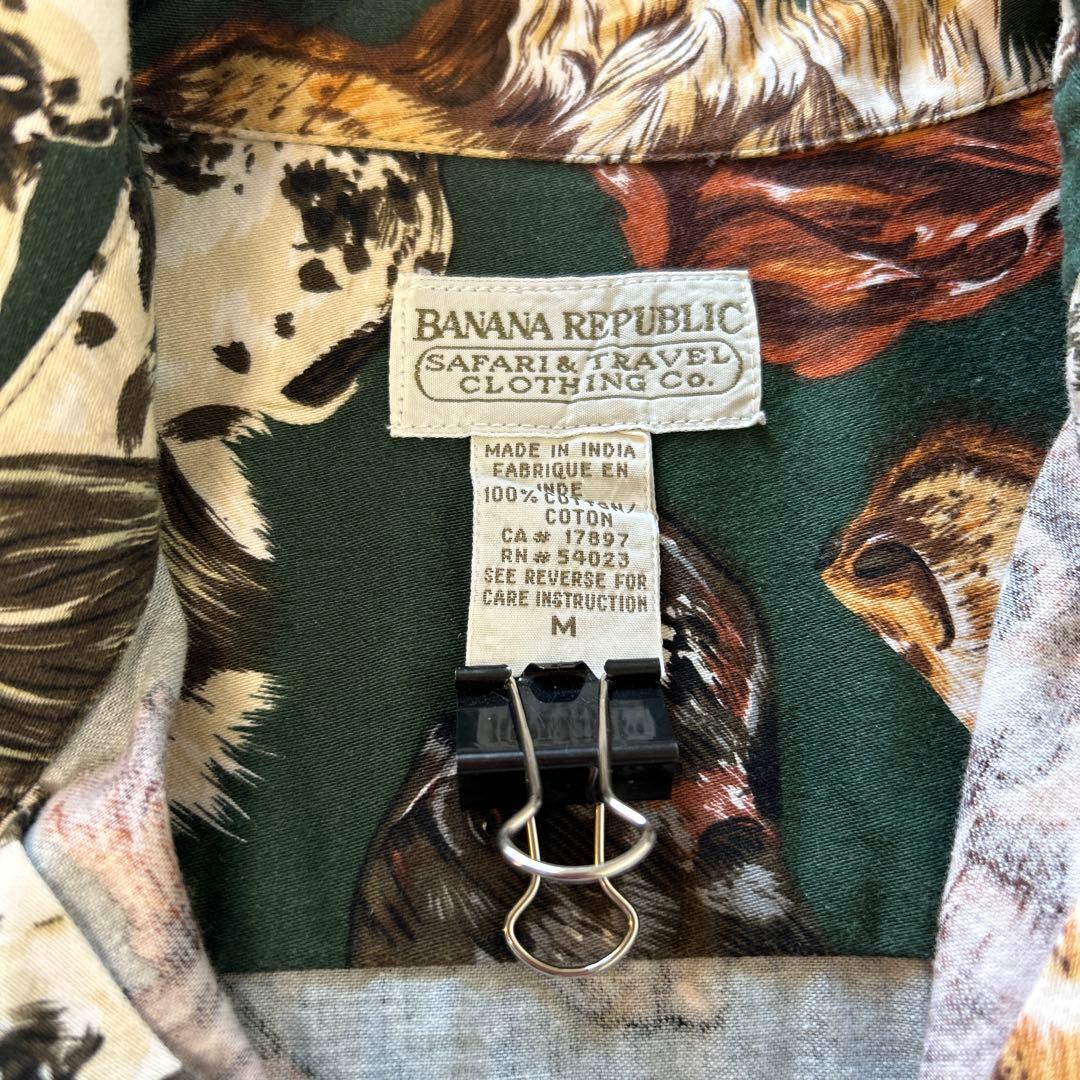 BANANA REPUBLIC
SAFARI & TRAVEL
CLOTHING CO.
MADE IN INDIA
FABRIQUE EN
INDE
100% COTTON/
COTON
CA# 17897
RN# 54023
SEE REVERSE FOR
CARE INSTRUCTION
M